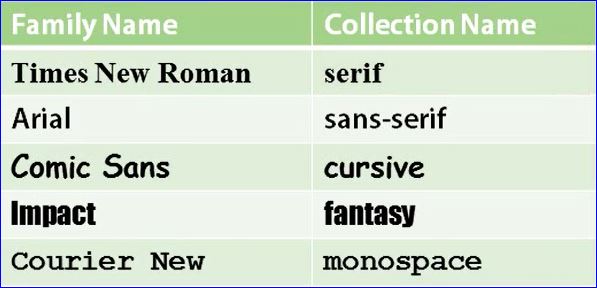 Family Name Collection Name
Times New Roman serif
Arial sans-serif
Comic Sans cursive
Impact fantasy
Courier New monospace